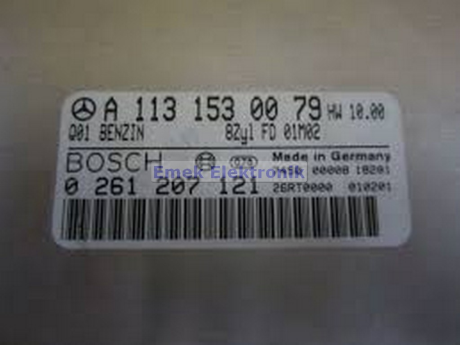 A 113 153 00 79 HW 10.00
Q01 BENZIN 8Zyl FD 01M02
BOSCH Made in Germany
Emek Elektronik
0 261 207 121 26RT0000 010201